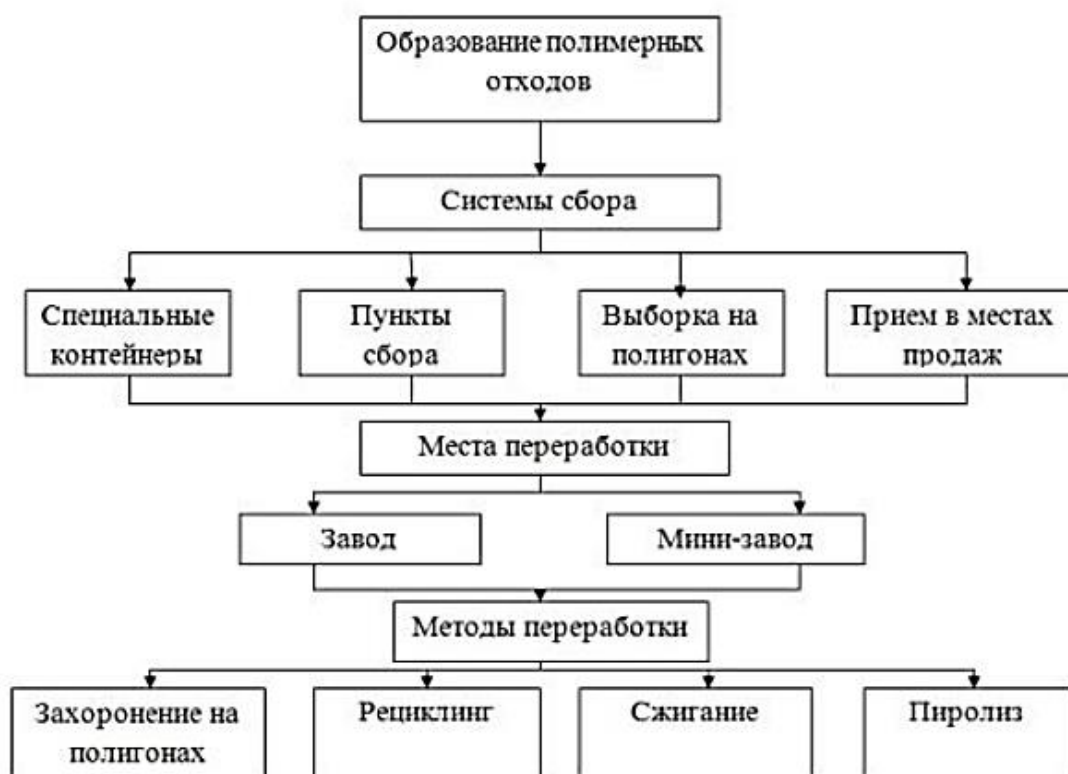 Образование полимерных
отходов
Системы сбора
Специальные
контейнеры
Пункты
сбора
Выборка на
полигонах
Прием в местах
продаж
Места переработки
Завод
Мини-завод
Методы переработки
Захоронение на
полигонах
Рециклинг
Сжигание
Пиролиз